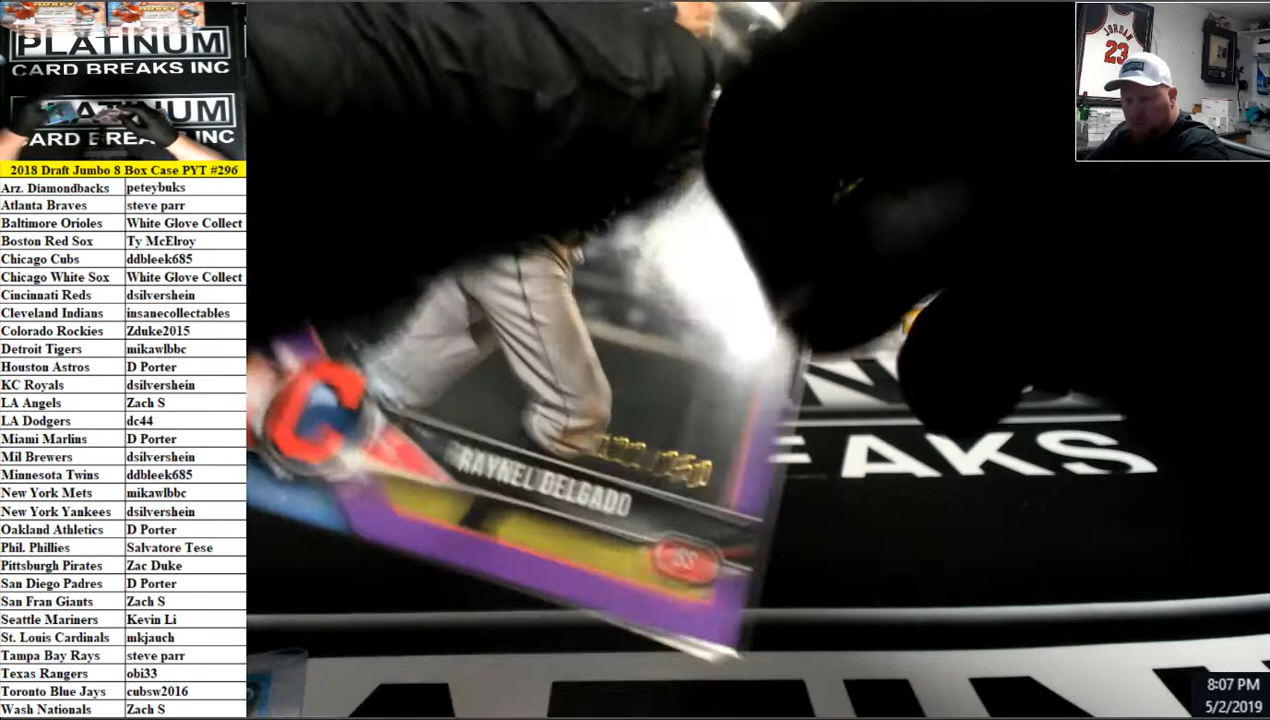 PLATINUM
CARD BREAKS INC
ATINUM
ARD BREA INC
2018 Draft Jumbo 8 Box Case PYT #296
Arz. Diamondbacks peteybuks
Atlanta Braves steve parr
Baltimore Orioles White Glove Collect
Boston Red Sox Ty McElroy
Chicago Cubs ddbleek685
Chicago White Sox White Glove Collect
Cincinnati Reds dsilvershein
Cleveland Indians insanecollectables
Colorado Rockies Zduke2015
Detroit Tigers mikawlbbc
Houston Astros D Porter
KC Royals dsilvershein
LA Angels Zach S
LA Dodgers dc44
Miami Marlins D Porter
Mil Brewers dsilvershein
Minnesota Twins ddbleek685
New York Mets mikawlbbc
New York Yankees dsilvershein
Oakland Athletics D Porter
Phil. Phillies Salvatore Tese
Pittsburgh Pirates Zac Duke
San Diego Padres D Porter
San Fran Giants Zach S
Seattle Mariners Kevin Li
St. Louis Cardinals mkjauch
Tampa Bay Rays steve parr
Texas Rangers obi33
Toronto Blue Jays cubsw2016
Wash Nationals Zach S
C
RAYNEL DELGADO
SS
EAKS
JORDAN
23
8:07 PM
5/2/2019